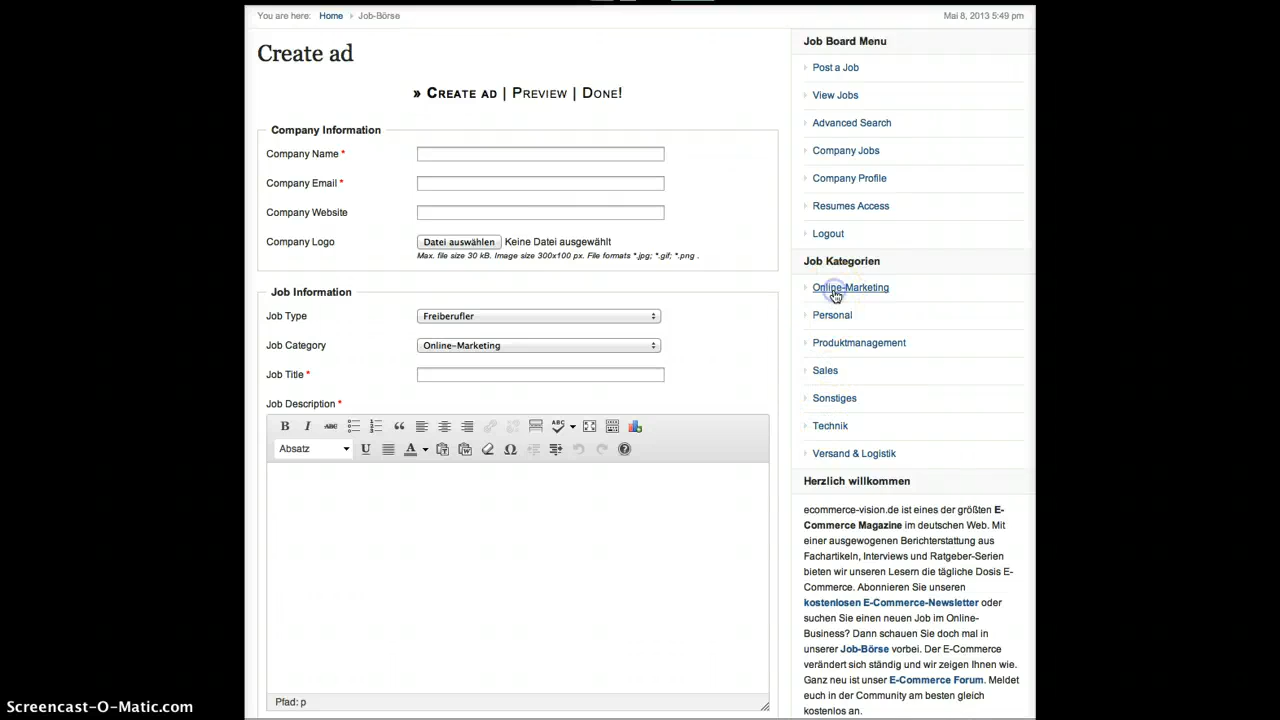 You are here: Home Job-Börse
Mai 8, 2013 5:49 pm
Create ad
» Create ad | Preview | Done!
Company Information
Company Name *
Company Email *
Company Website
Company Logo Datei auswählen Keine Datei ausgewählt
Max. file size 30 kB. Image size 300x100 px. File formats *.jpg; *.gif; *.png .
Job Information
Job Type Freiberufler
Job Category Online-Marketing
Job Title *
Job Description *
B I ABC ABC
Absatz U A Ω
Pfad: p
Job Board Menu
Post a Job
View Jobs
Advanced Search
Company Jobs
Company Profile
Resumes Access
Logout
Job Kategorien
Online-Marketing
Personal
Produktmanagement
Sales
Sonstiges
Technik
Versand & Logistik
Herzlich willkommen
ecommerce-vision.de ist eines der größten E-
Commerce Magazine im deutschen Web. Mit
einer ausgewogenen Berichterstattung aus
Fachartikeln, Interviews und Ratgeber-Serien
bieten wir unseren Lesern die tägliche Dosis E-
Commerce. Abonnieren Sie unseren
kostenlosen E-Commerce-Newsletter oder
suchen Sie einen neuen Job im Online-
Business? Dann schauen Sie doch mal in
unserer Job-Börse vorbei. Der E-Commerce
verändert sich ständig und wir zeigen Ihnen wie.
Ganz neu ist unser E-Commerce Forum. Meldet
euch in der Community am besten gleich
kostenlos an.
Screencast-O-Matic.com